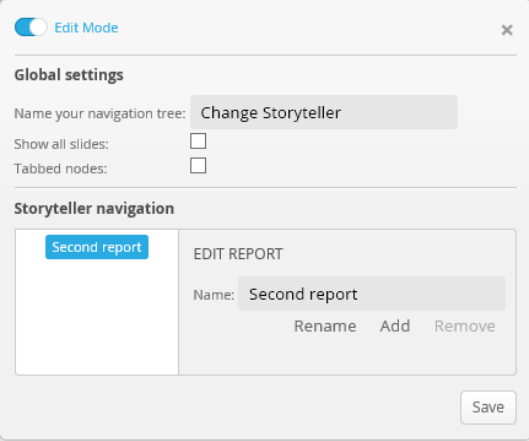 Edit Mode
Global settings
Name your navigation tree: Change Storyteller
Show all slides:
Tabbed nodes:
Storyteller navigation
Second report
EDIT REPORT
Name: Second report
Rename Add Remove
Save